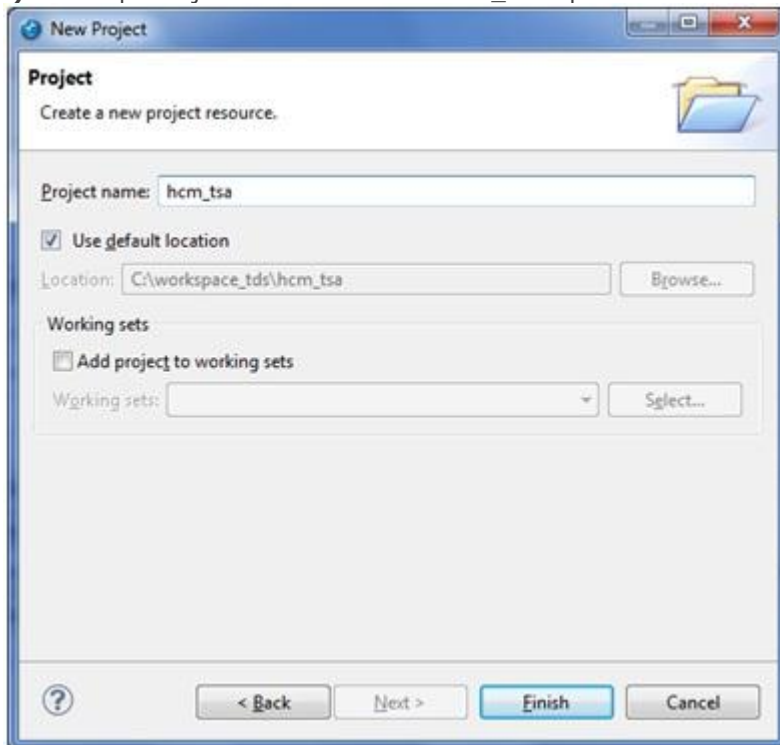 New Project
Project
Create a new project resource.
Project name: hcm_tsa
Use default location
Location: C:\workspace_tds\hcm_tsa Browse...
Working sets
Add project to working sets
Working sets: Select...
? < Back Next > Finish Cancel